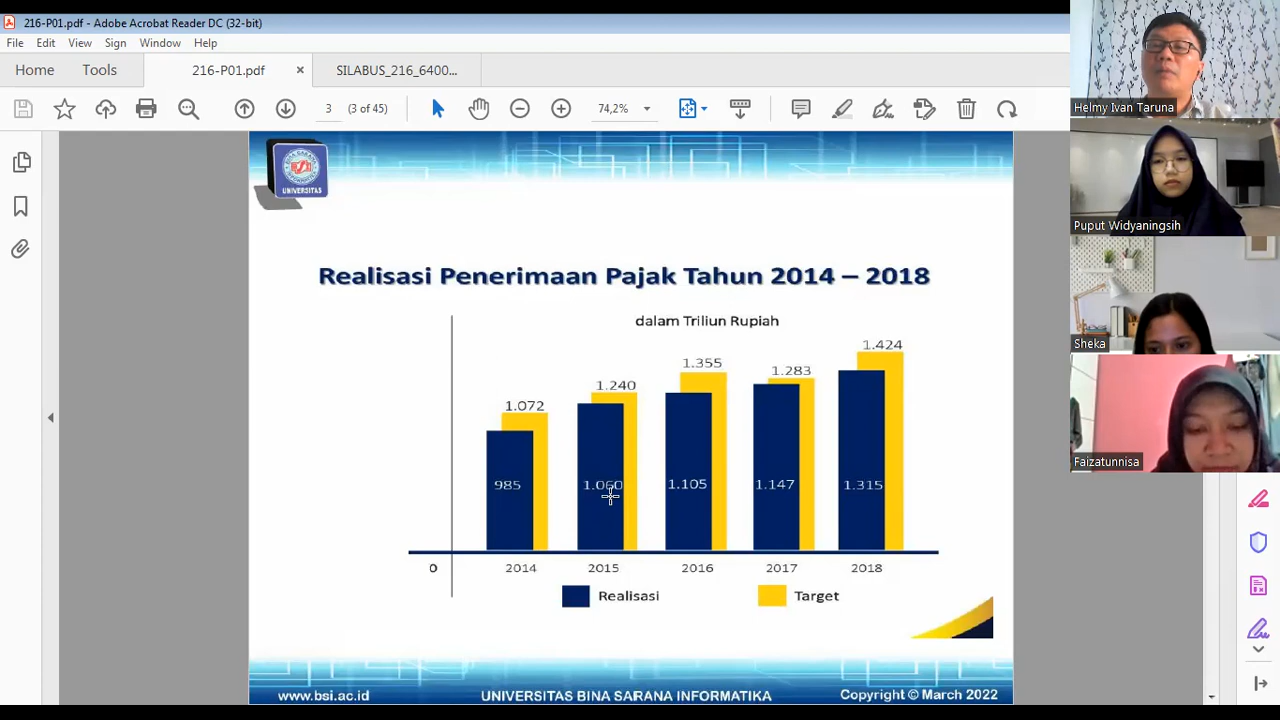 216-P01.pdf - Adobe Acrobat Reader DC (32-bit)
File Edit View Sign Window Help
Home Tools 216-P01.pdf × SILABUS_216_6400...
3 (3 of 45) 74,2%
UNIVERSITAS
Realisasi Penerimaan Pajak Tahun 2014 – 2018
dalam Triliun Rupiah
1.072 1.240 1.355 1.283 1.424
985 1.060 1.105 1.147 1.315
0 2014 2015 2016 2017 2018
Realisasi Target
www.bsi.ac.id UNIVERSITAS BINA SARANA INFORMATIKA Copyright © March 2022
Helmy Ivan Taruna
Puput Widyaningsih
Sheka
Faizatunnisa